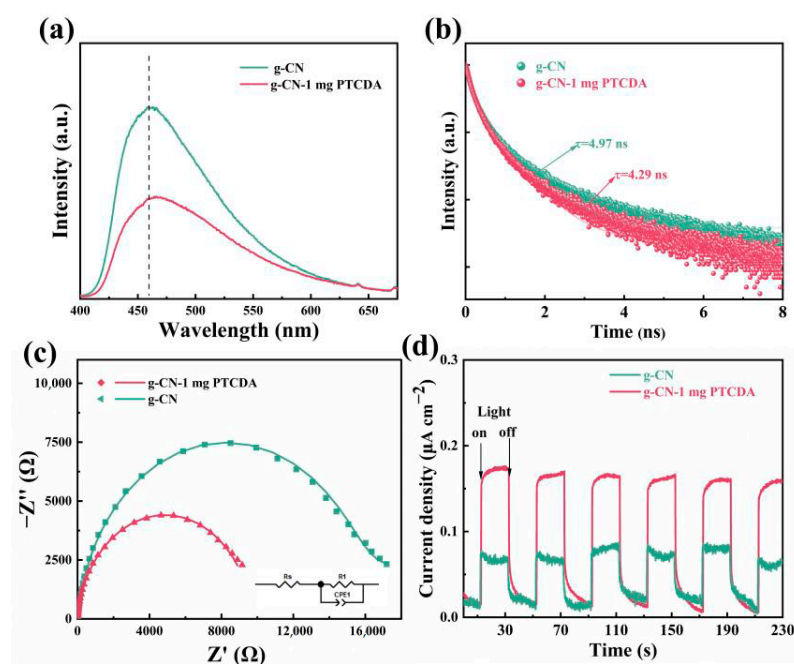 (a)
g-CN
g-CN-1 mg PTCDA
Intensity (a.u.)
400 450 500 550 600 650
Wavelength (nm)
(b)
g-CN
g-CN-1 mg PTCDA
τ=4.97 ns
τ=4.29 ns
Intensity (a.u.)
0 2 4 6 8
Time (ns)
(c)
g-CN-1 mg PTCDA
g-CN
10,000
7500
5000
2500
0
−Z'' (Ω)
Rs R1
CPE1
0 4000 8000 12,000 16,000
Z' (Ω)
(d)
g-CN
g-CN-1 mg PTCDA
Light
on off
0.3
0.2
0.1
0.0
Current density (μA cm⁻²)
30 70 110 150 190 230
Time (s)